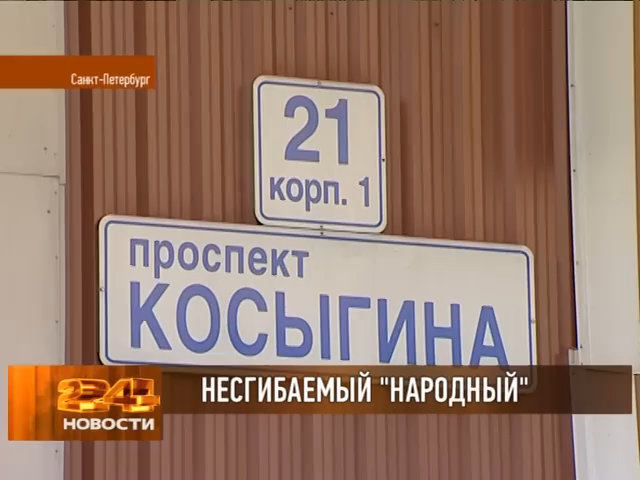 Санкт-Петербург
21
корп. 1
проспект
КОСЫГИНА
24
НОВОСТИ
НЕСГИБАЕМЫЙ "НАРОДНЫЙ"